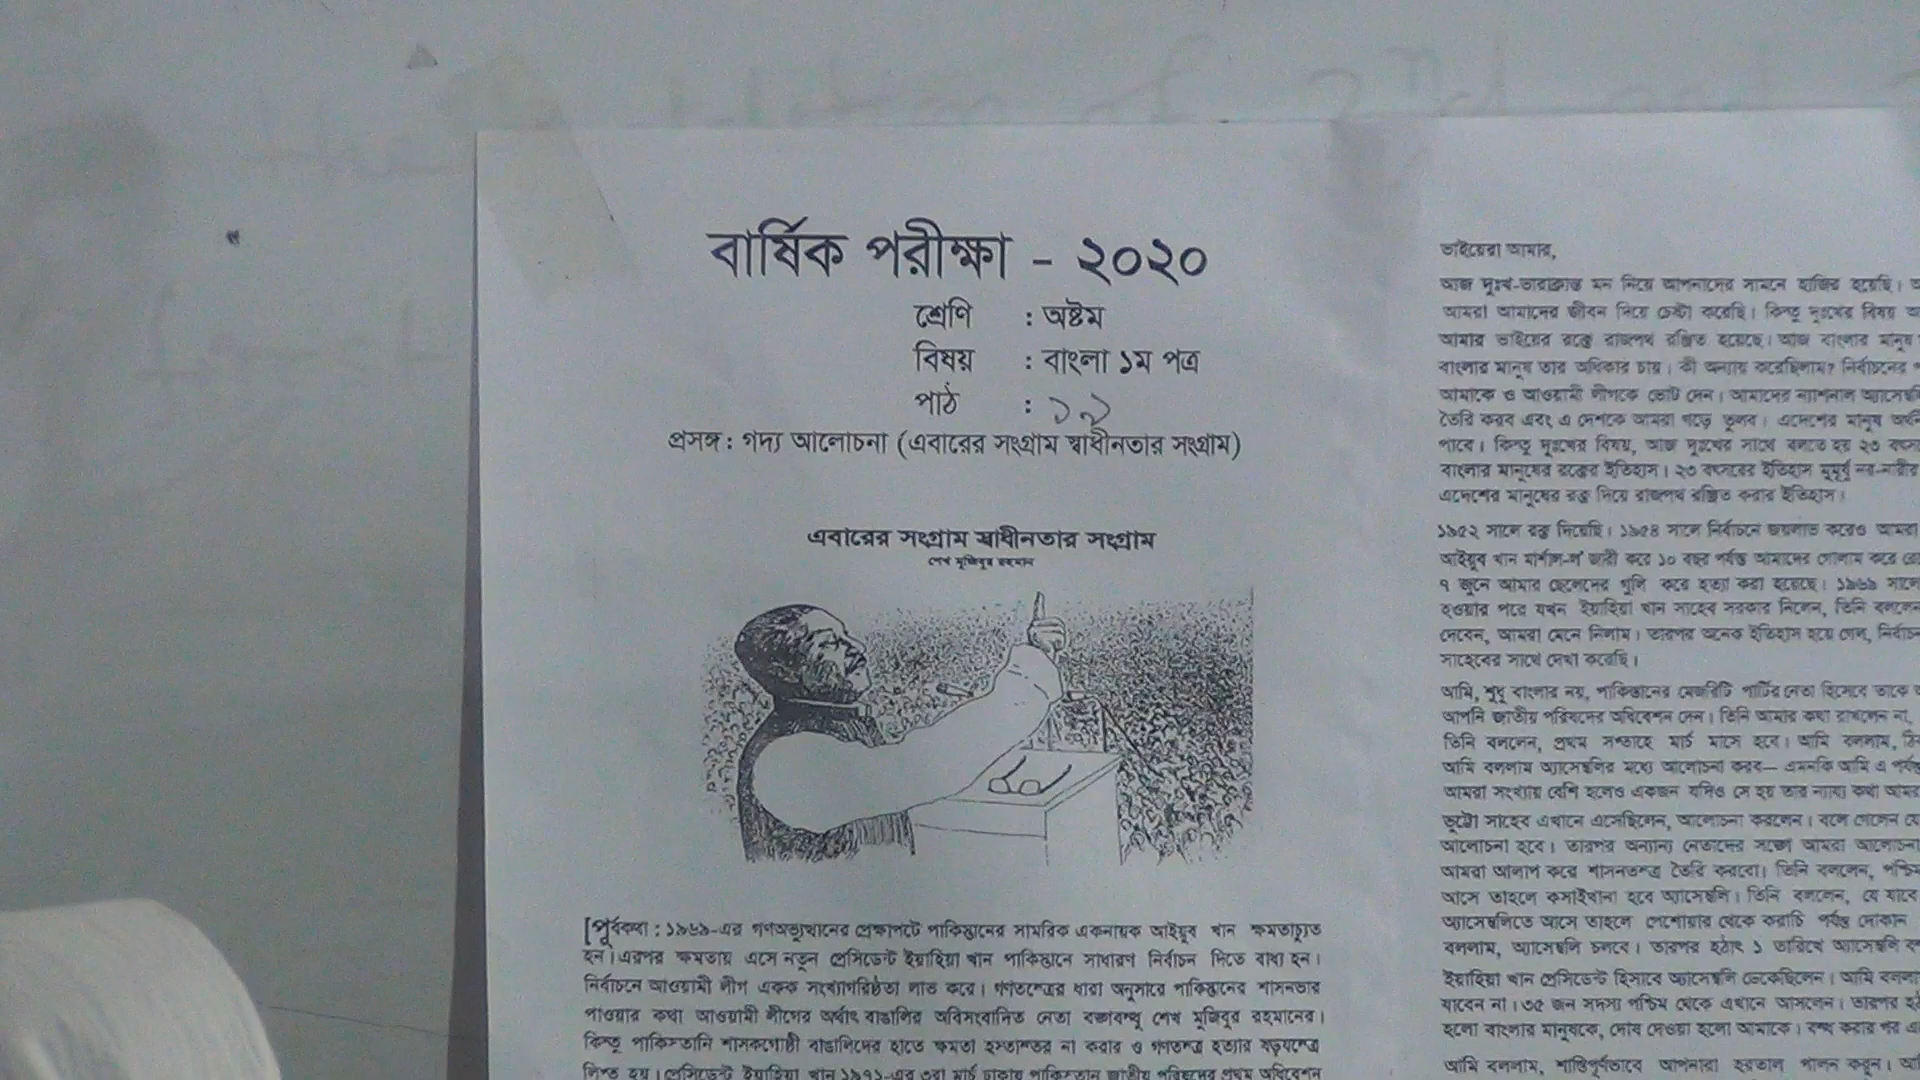 বার্ষিক পরীক্ষা - ২০২০
শ্রেণি : অষ্টম
বিষয় : বাংলা ১ম পত্র
পাঠ : ১৯
প্রসঙ্গ : গদ্য আলোচনা (এবারের সংগ্রাম স্বাধীনতার সংগ্রাম)
এবারের সংগ্রাম স্বাধীনতার সংগ্রাম
শেখ মুজিবুর রহমান
[পূর্বকথা : ১৯৬৯-এর গণঅভ্যুত্থানের প্রেক্ষাপটে পাকিস্তানের সামরিক একনায়ক আইয়ুব খান ক্ষমতাচ্যুত
হন। এরপর ক্ষমতায় এসে নতুন প্রেসিডেন্ট ইয়াহিয়া খান পাকিস্তানে সাধারণ নির্বাচন দিতে বাধ্য হন।
নির্বাচনে আওয়ামী লীগ একক সংখ্যাগরিষ্ঠতা লাভ করে। গণতন্ত্রের ধারা অনুসারে পাকিস্তানের শাসনভার
পাওয়ার কথা আওয়ামী লীগের অর্থাৎ বাঙালির অবিসংবাদিত নেতা বঙ্গবন্ধু শেখ মুজিবুর রহমানের।
কিন্তু পাকিস্তানি শাসকগোষ্ঠী বাঙালিদের হাতে ক্ষমতা হস্তান্তর না করার ও গণতন্ত্র হত্যার ষড়যন্ত্রে
লিপ্ত হয়। প্রেসিডেন্ট ইয়াহিয়া খান ১৯৭১-এর ৩রা মার্চ ঢাকায় পাকিস্তান জাতীয় পরিষদের প্রথম অধিবেশন
ভাইয়েরা আমার,
আজ দুঃখ-ভারাক্রান্ত মন নিয়ে আপনাদের সামনে হাজির হয়েছি।
আমরা আমাদের জীবন দিয়ে চেষ্টা করেছি। কিন্তু দুঃখের বিষয়
আমার ভাইয়ের রক্তে রাজপথ রঞ্জিত হয়েছে। আজ বাংলার মানুষ
বাংলার মানুষ তার অধিকার চায়। কী অন্যায় করেছিলাম? নির্বাচনের
আমাকে ও আওয়ামী লীগকে ভোট দেন। আমাদের ন্যাশনাল
তৈরি করব এবং এ দেশকে আমরা গড়ে তুলব। এদেশের মানুষ
পাবে। কিন্তু দুঃখের বিষয়, আজ দুঃখের সাথে বলতে হয় ২৩
বাংলার মানুষের রক্তের ইতিহাস। ২৩ বৎসরের ইতিহাস মুমূর্ষু নর-নারীর
এদেশের মানুষের রক্ত দিয়ে রাজপথ রঞ্জিত করার ইতিহাস।
১৯৫২ সালে রক্ত দিয়েছি। ১৯৫৪ সালে নির্বাচনে জয়লাভ করেও আমরা
আইয়ুব খান মার্শাল-ল' জারী করে ১০ বছর পর্যন্ত আমাদের গোলাম করে
৭ জুনে আমার ছেলেদের গুলি করে হত্যা করা হয়েছে। ১৯৬৯
হওয়ার পরে যখন ইয়াহিয়া খান সাহেব সরকার নিলেন, তিনি বললেন
দেবেন, আমরা মেনে নিলাম। তারপর অনেক ইতিহাস হয়ে গেল,
সাহেবের সাথে দেখা করেছি।
আমি, শুধু বাংলার নয়, পাকিস্তানের মেজরিটি পার্টির নেতা হিসেবে তাকে
আপনি জাতীয় পরিষদের অধিবেশন দেন। তিনি আমার কথা রাখলেন না,
তিনি বললেন, প্রথম সপ্তাহে মার্চ মাসে হবে। আমি বললাম,
আমি বললাম অ্যাসেম্বলির মধ্যে আলোচনা করব— এমনকি আমি এ
আমরা সংখ্যায় বেশি হলেও একজন যদিও সে হয় তার ন্যায্য কথা
ভুট্টো সাহেব এখানে এসেছিলেন, আলোচনা করলেন। বলে গেলেন
আলোচনা হবে। তারপর অন্যান্য নেতাদের সঙ্গে আমরা
আমরা আলাপ করে শাসনতন্ত্র তৈরি করবো। তিনি বললেন,
আসে তাহলে কসাইখানা হবে অ্যাসেম্বলি। তিনি বললেন, যে যাবে
অ্যাসেম্বলিতে আসে তাহলে পেশোয়ার থেকে করাচি পর্যন্ত দোকান
বললাম, অ্যাসেম্বলি চলবে। তারপর হঠাৎ ১ তারিখে অ্যাসেম্বলি
ইয়াহিয়া খান প্রেসিডেন্ট হিসাবে অ্যাসেম্বলি ডেকেছিলেন। আমি
যাবেন না। ৩৫ জন সদস্য পশ্চিম থেকে এখানে আসলেন। তারপর
হলো বাংলার মানুষকে, দোষ দেওয়া হলো আমাকে। বন্ধ করার পর
আমি বললাম, শান্তিপূর্ণভাবে আপনারা হরতাল পালন করুন।